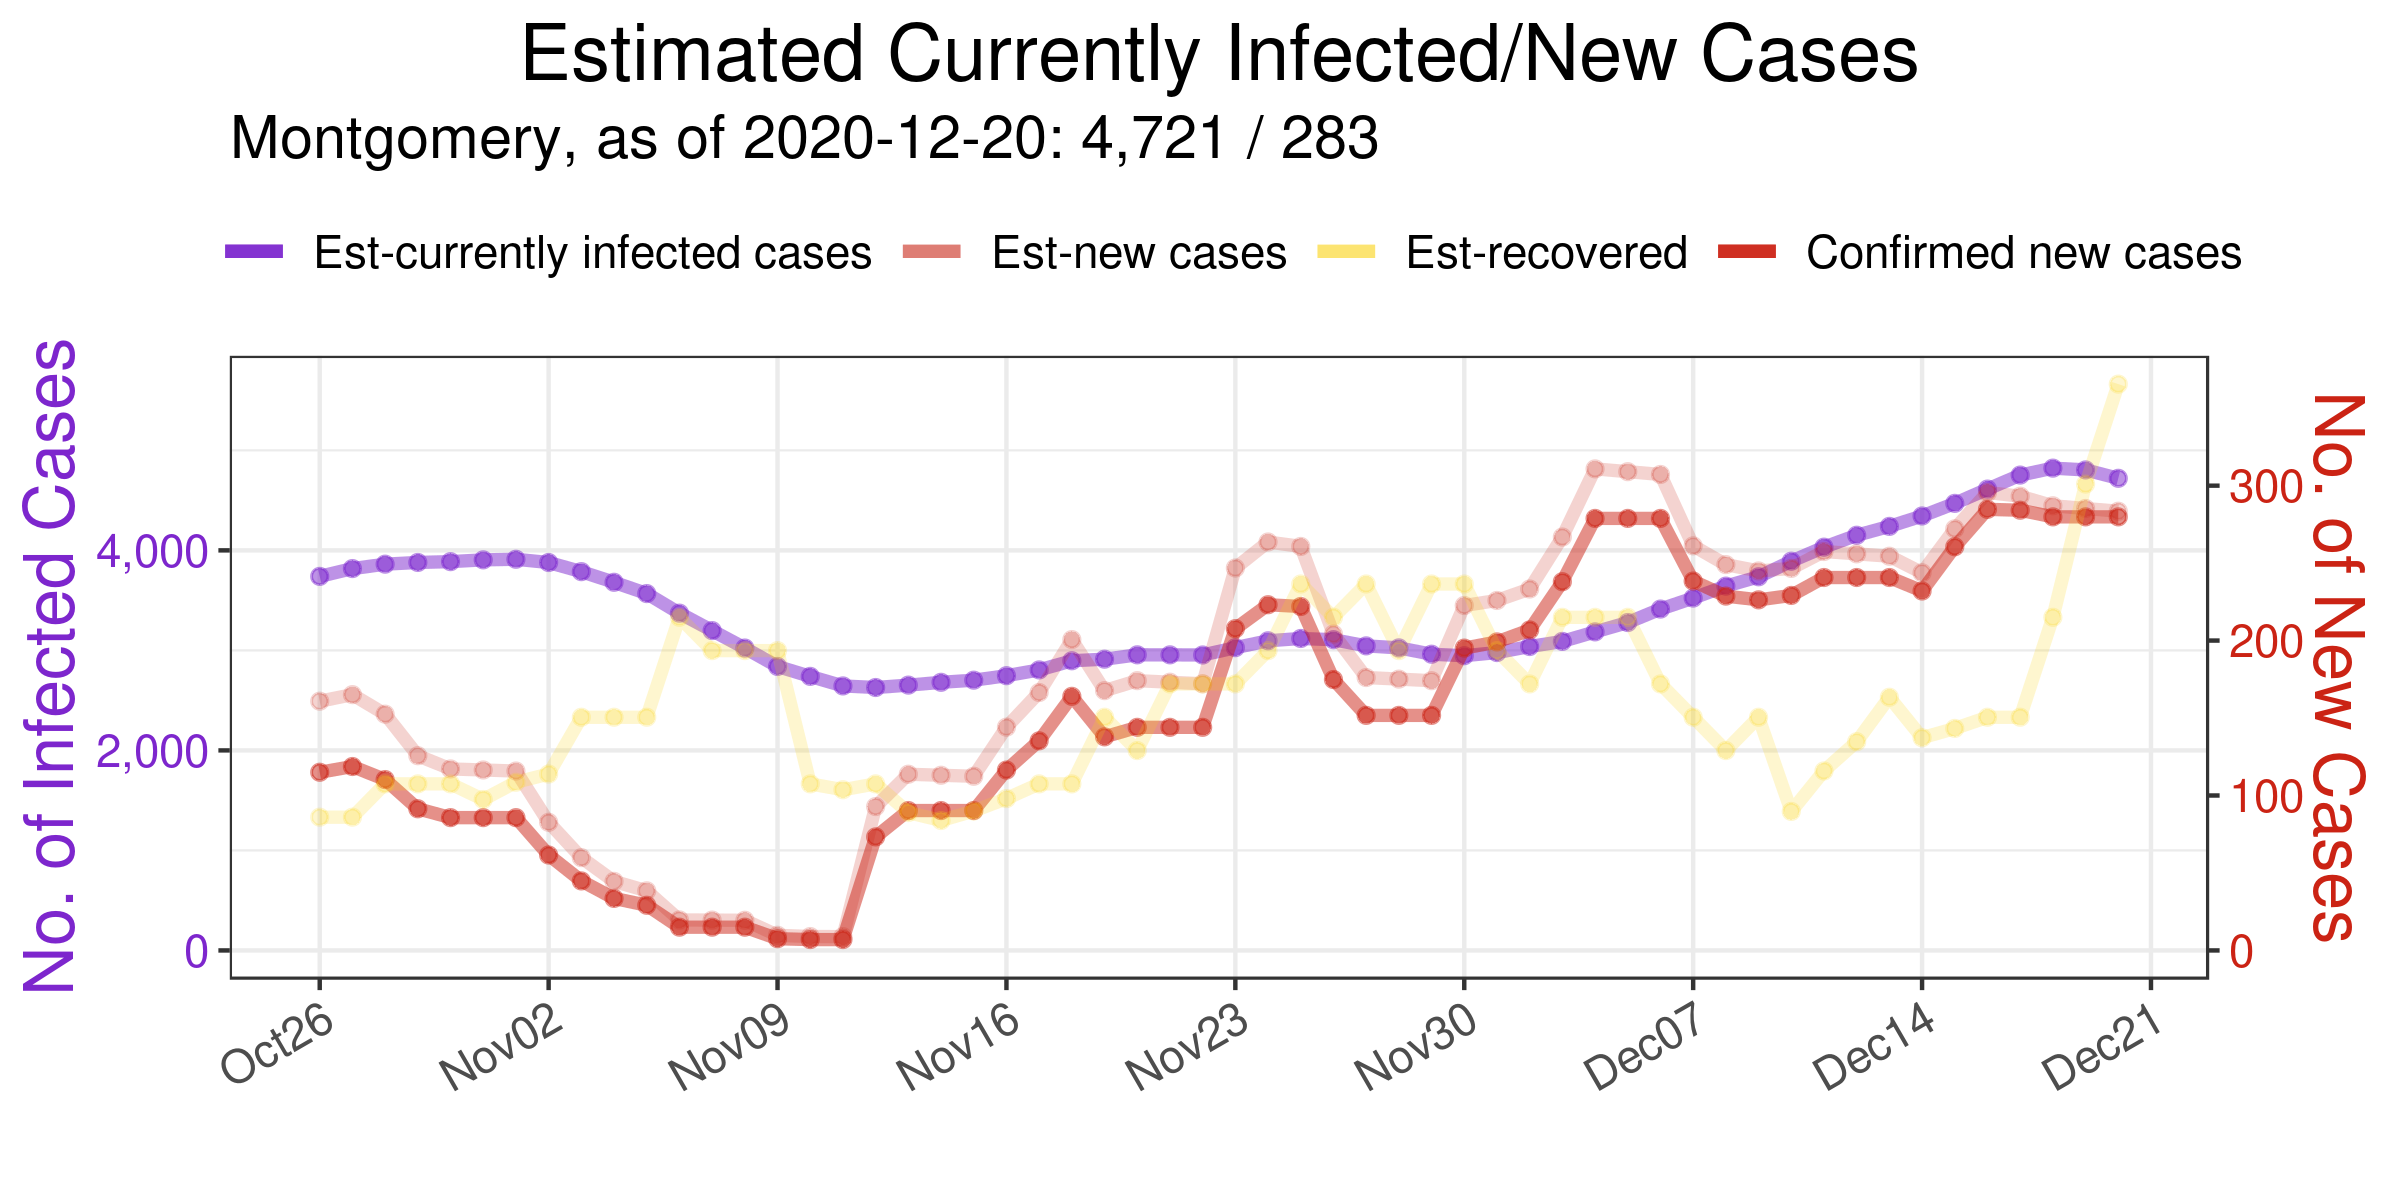 Estimated Currently Infected/New Cases
Montgomery, as of 2020-12-20: 4,721 / 283
Est-currently infected cases Est-new cases Est-recovered Confirmed new cases
No. of Infected Cases
4,000
2,000
0
300
200
100
0
No. of New Cases
Oct26 Nov02 Nov09 Nov16 Nov23 Nov30 Dec07 Dec14 Dec21